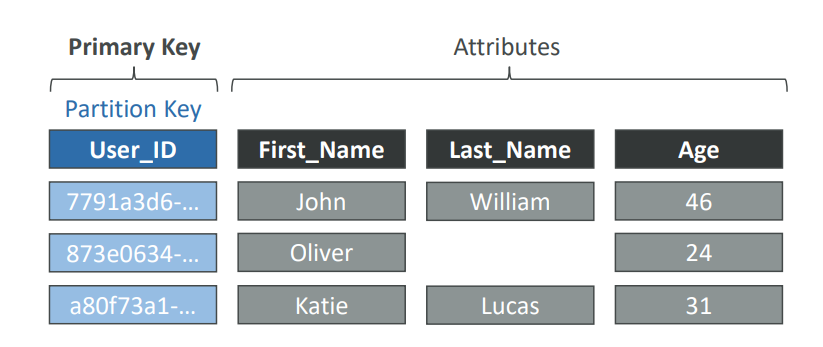 Primary Key Attributes
Partition Key
User_ID First_Name Last_Name Age
7791a3d6-... John William 46
873e0634-... Oliver 24
a80f73a1-... Katie Lucas 31